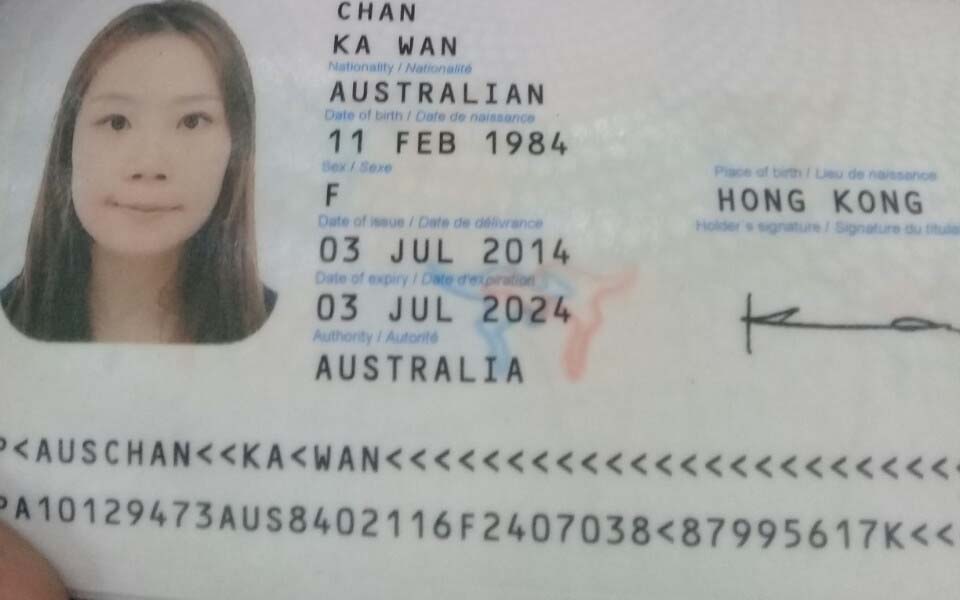 CHAN
KA WAN
Nationality / Nationalité
AUSTRALIAN
Date of birth / Date de naissance
11 FEB 1984
Sex / Sexe
F
Place of birth / Lieu de naissance
HONG KONG
Date of issue / Date de délivrance
03 JUL 2014
Holder's signature / Signature du titula
Date of expiry / Date d'expiration
03 JUL 2024
Authority / Autorité
AUSTRALIA
P<AUSCHAN<<KA<WAN<<<<<<<<<<<<<<<<<<<<<<<<<
PA10129473AUS8402116F2407038<87995617K<<